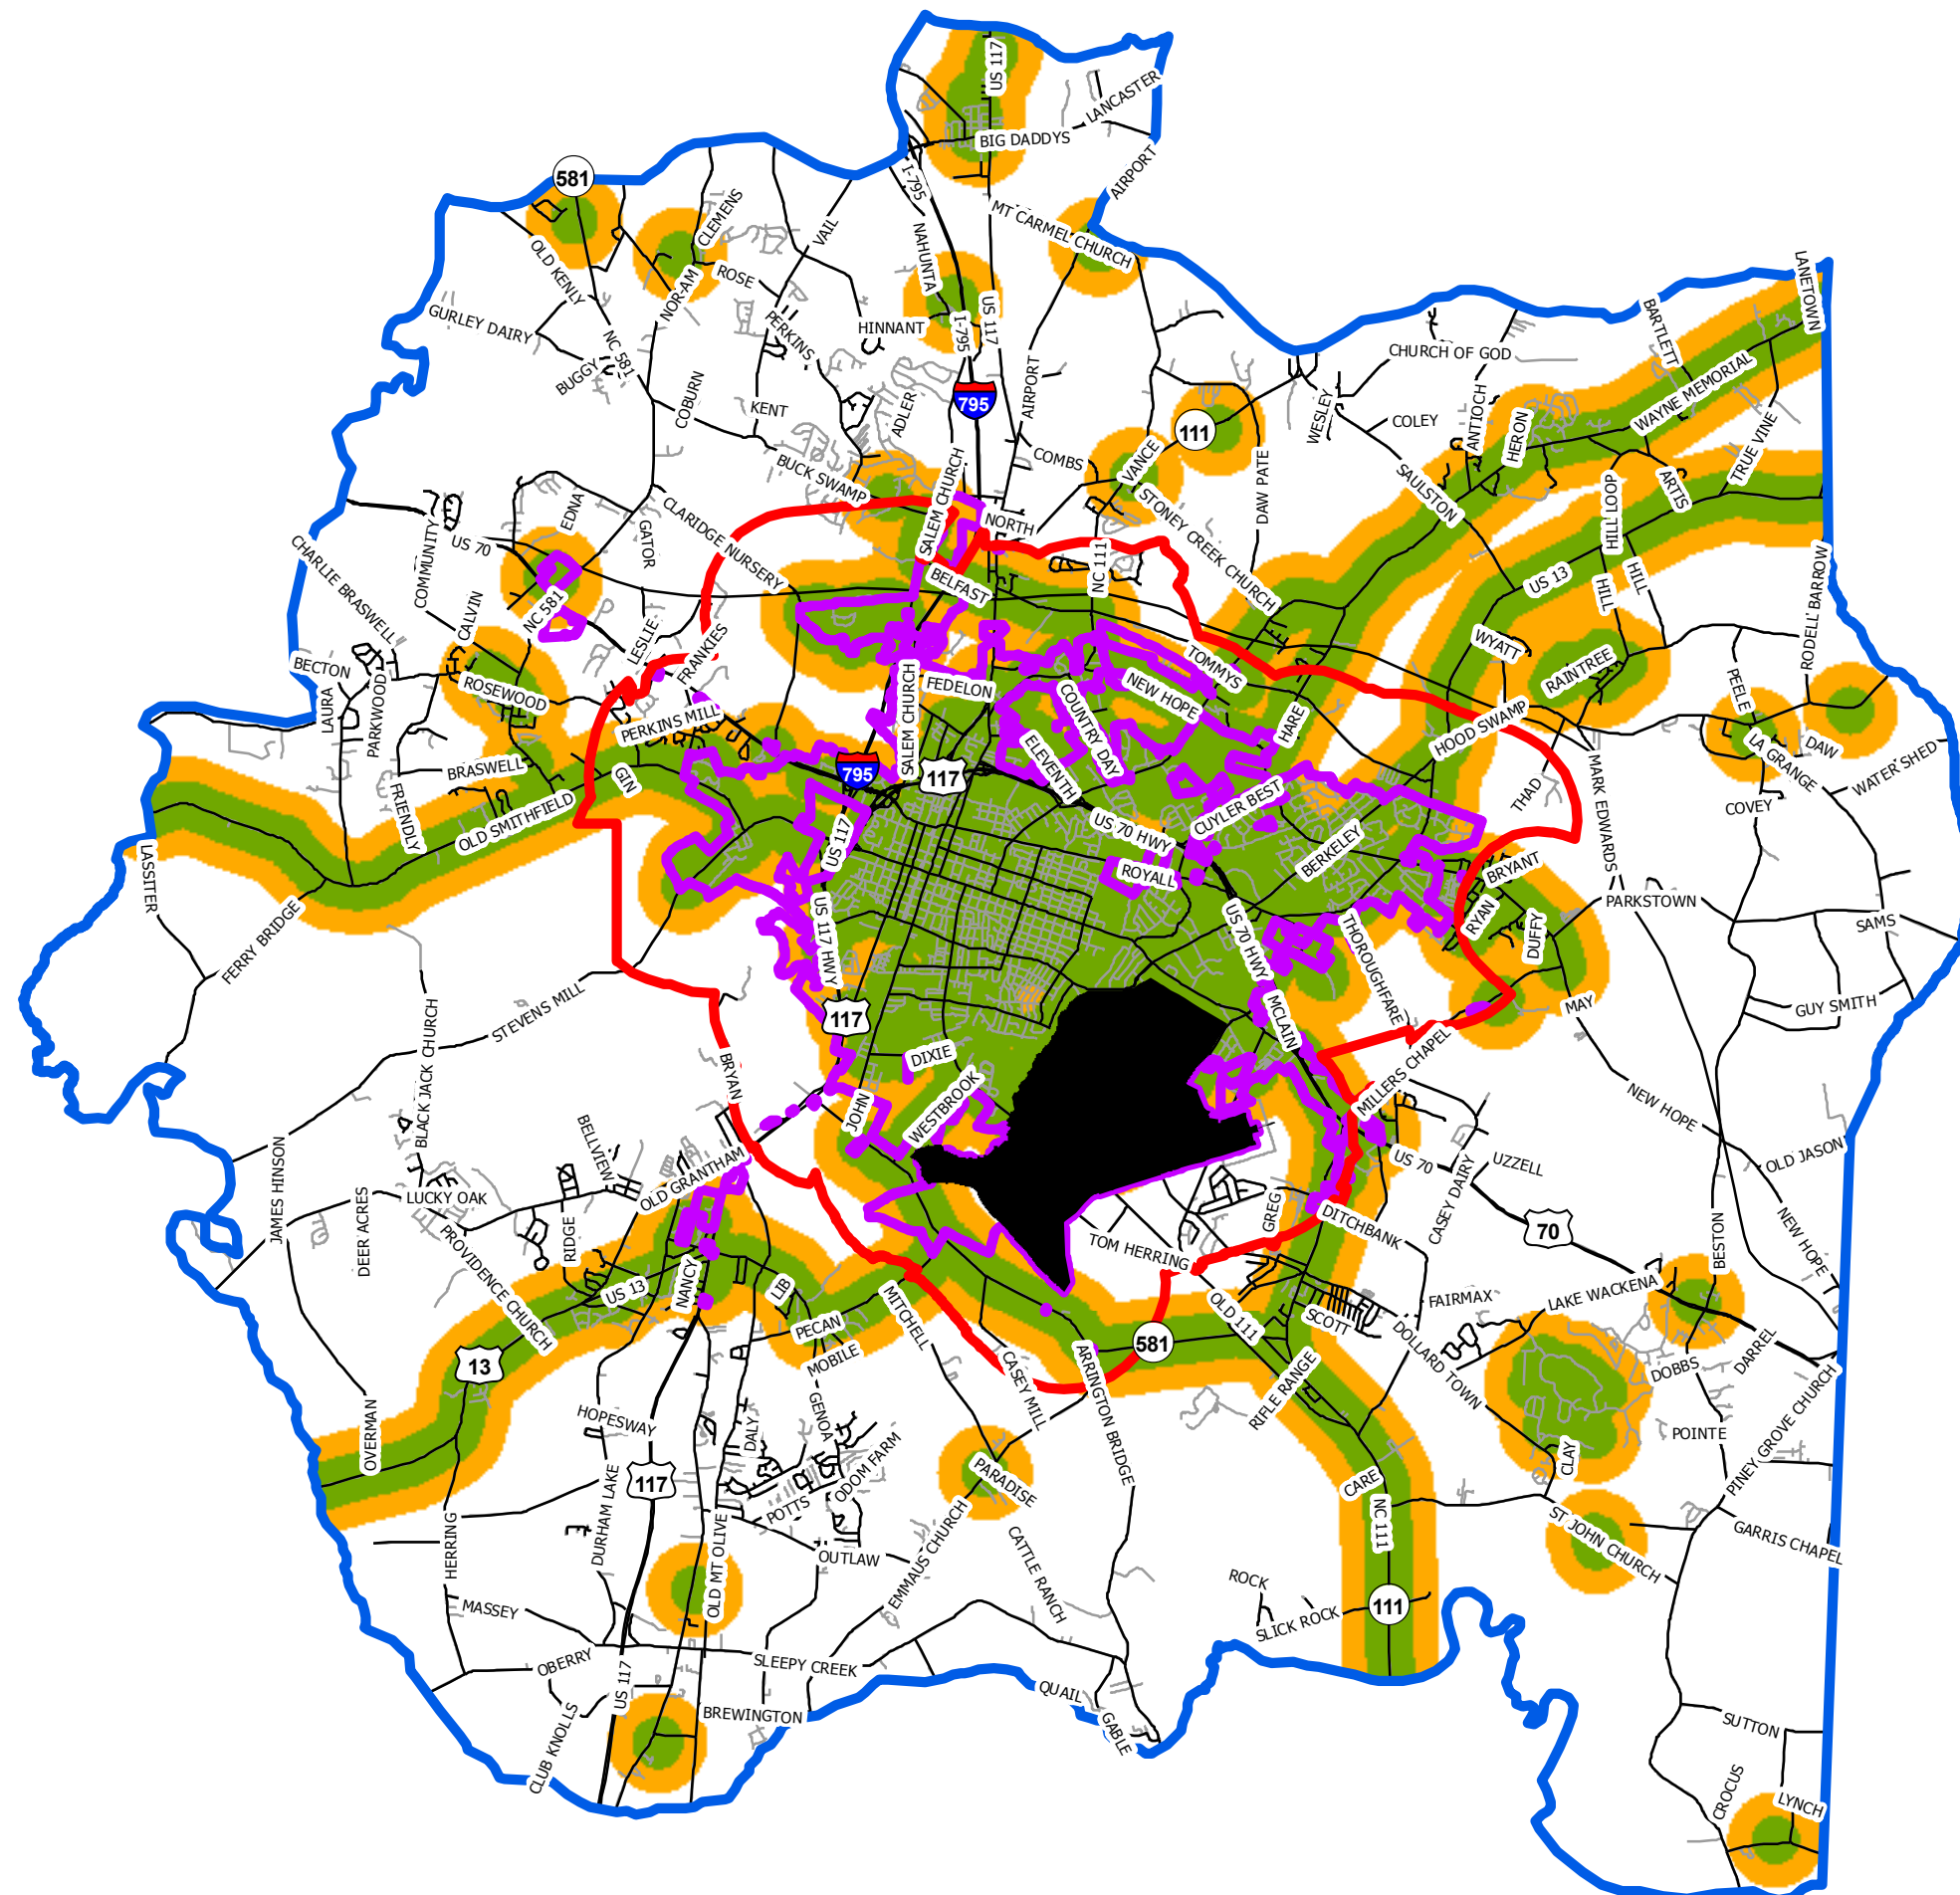 US 117
LANCASTER
BIG DADDYS
AIRPORT
581
I-795
CLEMENS
VAIL
NAHUNTA
MT CARMEL CHURCH
OLD KENLY
NOR-AM
ROSE
LANETOWN
GURLEY DAIRY
PERKINS
HINNANT
I-795
US 117
BARTLETT
NC 581
BUGGY
CHURCH OF GOD
COBURN
KENT
ADLER
795
AIRPORT
WAYNE MEMORIAL
WESLEY
COLEY
ANTIOCH
HERON
111
TRUE VINE
COMBS
VANCE
BUCK SWAMP
SALEM CHURCH
DAW PATE
SAULSTON
ARTIS
HILL LOOP
EDNA
CLARIDGE NURSERY
NORTH
STONEY CREEK CHURCH
GATOR
US 70
COMMUNITY
CHARLIE BRASWELL
BELFAST
NC 111
US 13
HILL
HILL
RODELL BARROW
NC 581
CALVIN
LESLIE
FRANKIES
WYATT
TOMMYS
RAINTREE
BECTON
LAURA
PARKWOOD
ROSEWOOD
FEDELON
NEW HOPE
COUNTRY DAY
PEELE
PERKINS MILL
SALEM CHURCH
HARE
HOOD SWAMP
LA GRANGE
DAW
WATER SHED
BRASWELL
GIN
795
117
ELEVENTH
CUYLER BEST
THAD
MARK EDWARDS
COVEY
FRIENDLY
OLD SMITHFIELD
US 117
US 70 HWY
BERKELEY
LASSITER
ROYALL
BRYANT
PARKSTOWN
FERRY BRIDGE
US 117 HWY
US 70 HWY
THOROUGHFARE
RYAN
DUFFY
SAMS
STEVENS MILL
117
MCLAIN
MAY
GUY SMITH
BLACK JACK CHURCH
BRYAN
DIXIE
JOHN
WESTBROOK
MILLERS CHAPEL
NEW HOPE
BELLVIEW
JAMES HINSON
OLD GRANTHAM
US 70
UZZELL
OLD JASON
DEER ACRES
LUCKY OAK
RIDGE
GREG
DITCHBANK
CASEY DAIRY
70
BESTON
NEW HOPE
PROVIDENCE CHURCH
TOM HERRING
US 13
NANCY
LIB
PECAN
MITCHELL
MOBILE
OLD 111
SCOTT
FAIRMAX
LAKE WACKENA
DOLLARD TOWN
581
13
CASEY MILL
ARRINGTON BRIDGE
RIFLE RANGE
DOBBS
DARREL
OVERMAN
HOPESWAY
DALY
GENOA
ODOM FARM
POINTE
PINEY GROVE CHURCH
CLAY
117
POTTS
PARADISE
CARE
NC 111
HERRING
DURHAM LAKE
OLD MT OLIVE
OUTLAW
EMMAUS CHURCH
CATTLE RANCH
ST JOHN CHURCH
GARRIS CHAPEL
MASSEY
ROCK
SLICK ROCK
111
OBERRY
SLEEPY CREEK
QUAIL
US 117
CLUB KNOLLS
BREWINGTON
GABLE
SUTTON
CROCUS
LYNCH